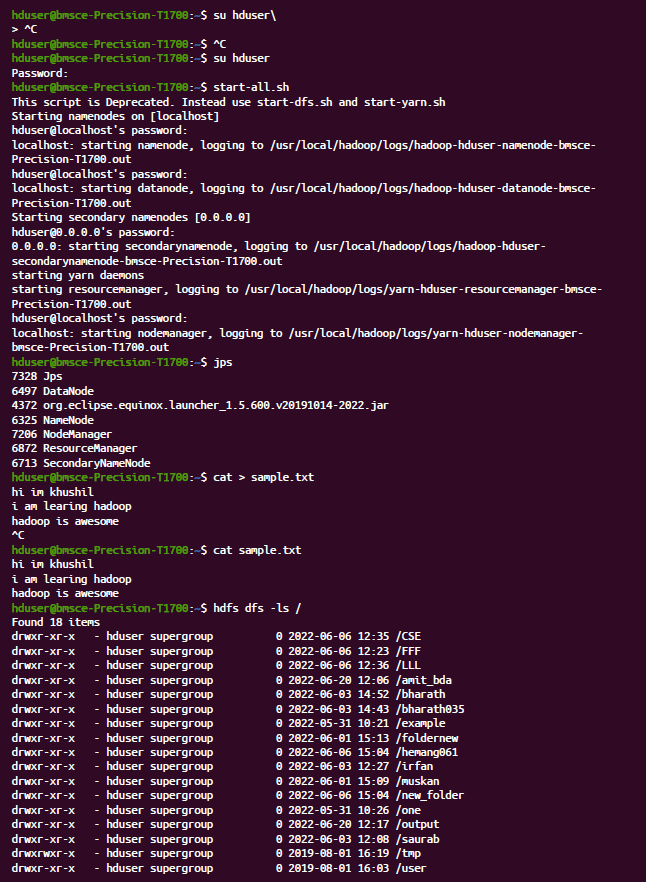 hduser@bmsce-Precision-T1700:~$ su hduser\
> ^C
hduser@bmsce-Precision-T1700:~$ ^C
hduser@bmsce-Precision-T1700:~$ su hduser
Password:
hduser@bmsce-Precision-T1700:~$ start-all.sh
This script is Deprecated. Instead use start-dfs.sh and start-yarn.sh
Starting namenodes on [localhost]
hduser@localhost's password:
localhost: starting namenode, logging to /usr/local/hadoop/logs/hadoop-hduser-namenode-bmsce-
Precision-T1700.out
hduser@localhost's password:
localhost: starting datanode, logging to /usr/local/hadoop/logs/hadoop-hduser-datanode-bmsce-
Precision-T1700.out
Starting secondary namenodes [0.0.0.0]
hduser@0.0.0.0's password:
0.0.0.0: starting secondarynamenode, logging to /usr/local/hadoop/logs/hadoop-hduser-
secondarynamenode-bmsce-Precision-T1700.out
starting yarn daemons
starting resourcemanager, logging to /usr/local/hadoop/logs/yarn-hduser-resourcemanager-bmsce-
Precision-T1700.out
hduser@localhost's password:
localhost: starting nodemanager, logging to /usr/local/hadoop/logs/yarn-hduser-nodemanager-
bmsce-Precision-T1700.out
hduser@bmsce-Precision-T1700:~$ jps
7328 Jps
6497 DataNode
4372 org.eclipse.equinox.launcher_1.5.600.v20191014-2022.jar
6325 NameNode
7206 NodeManager
6872 ResourceManager
6713 SecondaryNameNode
hduser@bmsce-Precision-T1700:~$ cat > sample.txt
hi im khushil
i am learing hadoop
hadoop is awesome
^C
hduser@bmsce-Precision-T1700:~$ cat sample.txt
hi im khushil
i am learing hadoop
hadoop is awesome
hduser@bmsce-Precision-T1700:~$ hdfs dfs -ls /
Found 18 items
drwxr-xr-x   - hduser supergroup          0 2022-06-06 12:35 /CSE
drwxr-xr-x   - hduser supergroup          0 2022-06-06 12:23 /FFF
drwxr-xr-x   - hduser supergroup          0 2022-06-06 12:36 /LLL
drwxr-xr-x   - hduser supergroup          0 2022-06-20 12:06 /amit_bda
drwxr-xr-x   - hduser supergroup          0 2022-06-03 14:52 /bharath
drwxr-xr-x   - hduser supergroup          0 2022-06-03 14:43 /bharath035
drwxr-xr-x   - hduser supergroup          0 2022-05-31 10:21 /example
drwxr-xr-x   - hduser supergroup          0 2022-06-01 15:13 /foldernew
drwxr-xr-x   - hduser supergroup          0 2022-06-06 15:04 /hemang061
drwxr-xr-x   - hduser supergroup          0 2022-06-03 12:27 /irfan
drwxr-xr-x   - hduser supergroup          0 2022-06-01 15:09 /muskan
drwxr-xr-x   - hduser supergroup          0 2022-06-06 15:04 /new_folder
drwxr-xr-x   - hduser supergroup          0 2022-05-31 10:26 /one
drwxr-xr-x   - hduser supergroup          0 2022-06-20 12:17 /output
drwxr-xr-x   - hduser supergroup          0 2022-06-03 12:08 /saurab
drwxrwxr-x   - hduser supergroup          0 2019-08-01 16:19 /tmp
drwxr-xr-x   - hduser supergroup          0 2019-08-01 16:03 /user